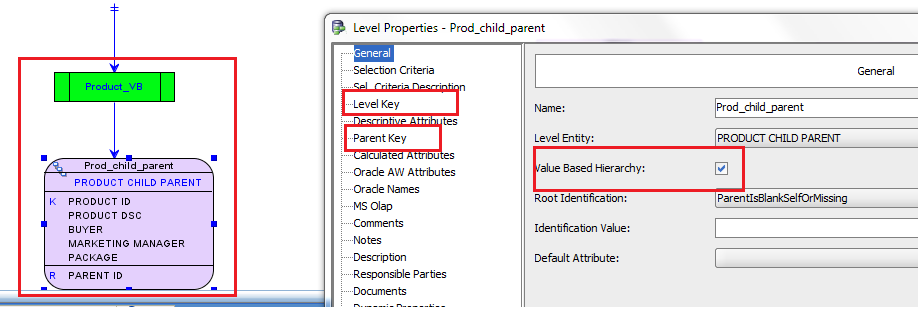 Product_VB
Prod_child_parent
PRODUCT CHILD PARENT
K PRODUCT ID
PRODUCT DSC
BUYER
MARKETING MANAGER
PACKAGE
R PARENT ID
Level Properties - Prod_child_parent
General
Selection Criteria
Sel. Criteria Description
Level Key
Descriptive Attributes
Parent Key
Calculated Attributes
Oracle AW Attributes
Oracle Names
MS Olap
Comments
Notes
Description
Responsible Parties
Documents
Dynamic Properties
General
Name: Prod_child_parent
Level Entity: PRODUCT CHILD PARENT
Value Based Hierarchy:
Root Identification: ParentIsBlankSelfOrMissing
Identification Value:
Default Attribute: